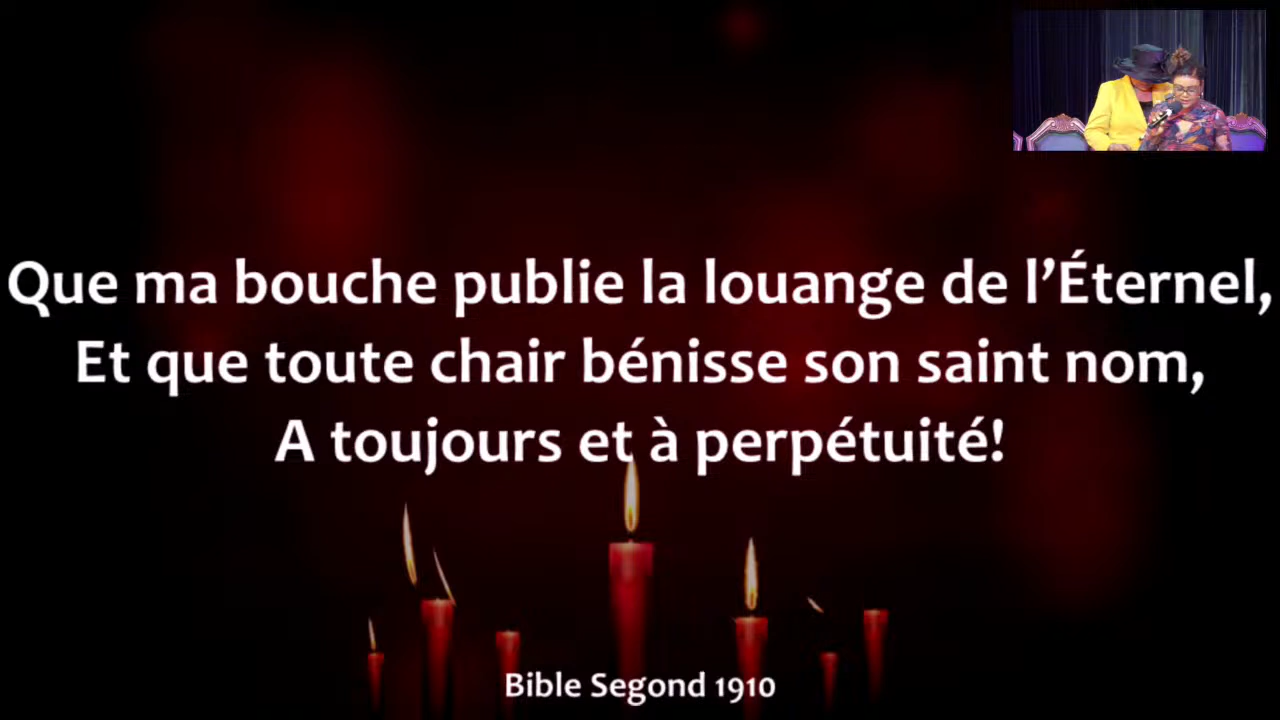 Que ma bouche publie la louange de l’Éternel,
Et que toute chair bénisse son saint nom,
A toujours et à perpétuité!
Bible Segond 1910